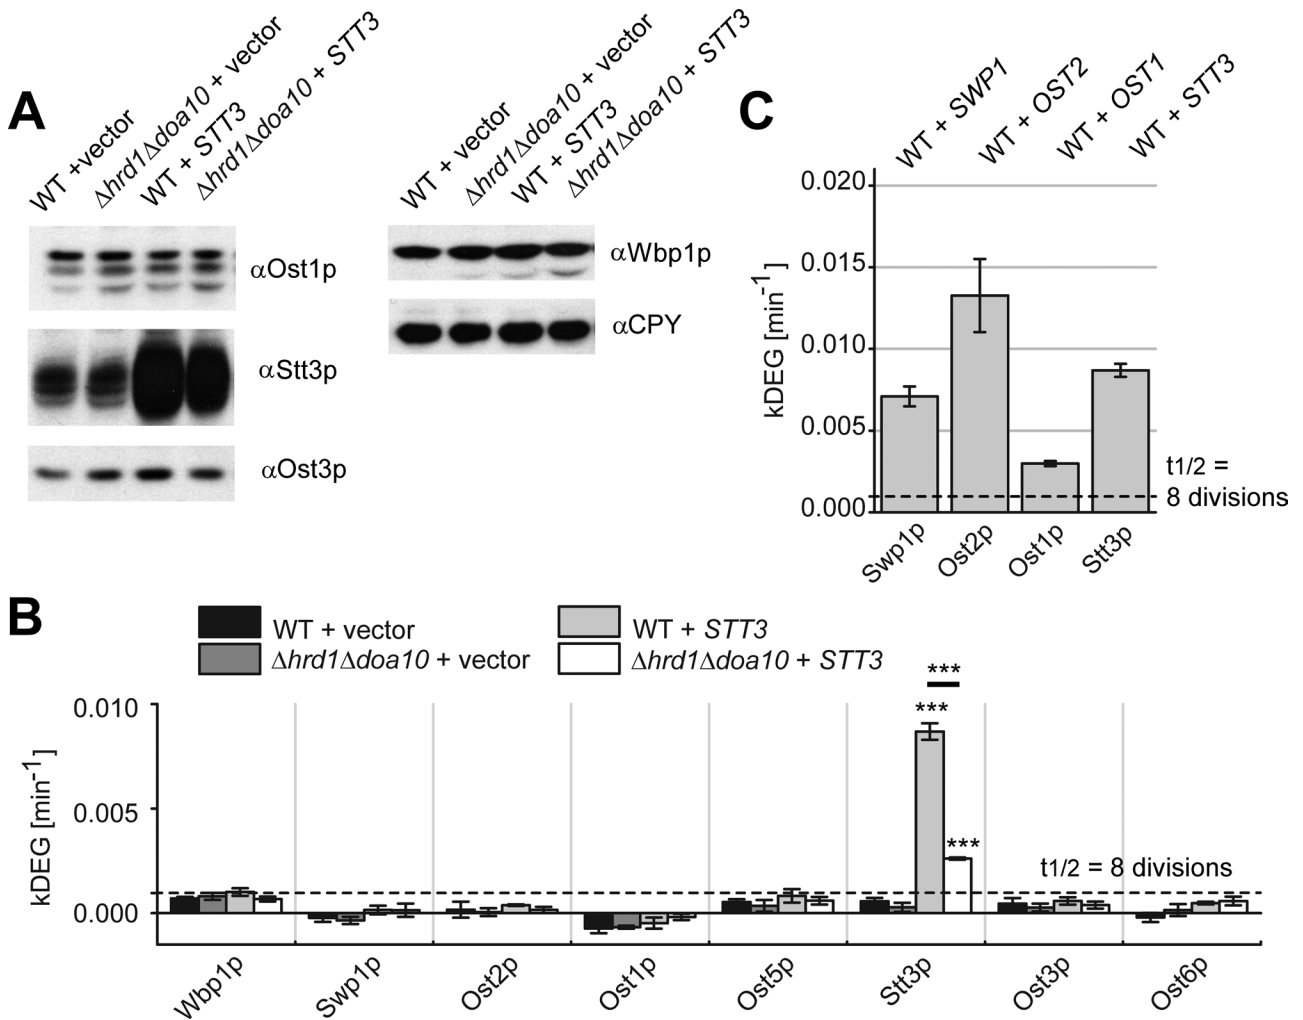 A
WT +vector
Δhrd1Δdoa10 + vector
WT + STT3
Δhrd1Δdoa10 + STT3
αOst1p
αStt3p
αOst3p
WT + vector
Δhrd1Δdoa10 + vector
WT + STT3
Δhrd1Δdoa10 + STT3
αWbp1p
αCPY
C
WT + SWP1
WT + OST2
WT + OST1
WT + STT3
kDEG [min-1]
0.020
0.015
0.010
0.005
0.000
t1/2 =
8 divisions
Swp1p
Ost2p
Ost1p
Stt3p
B
WT + vector
Δhrd1Δdoa10 + vector
WT + STT3
Δhrd1Δdoa10 + STT3
kDEG [min-1]
0.010
0.005
0.000
***
***
***
t1/2 = 8 divisions
Wbp1p
Swp1p
Ost2p
Ost1p
Ost5p
Stt3p
Ost3p
Ost6p